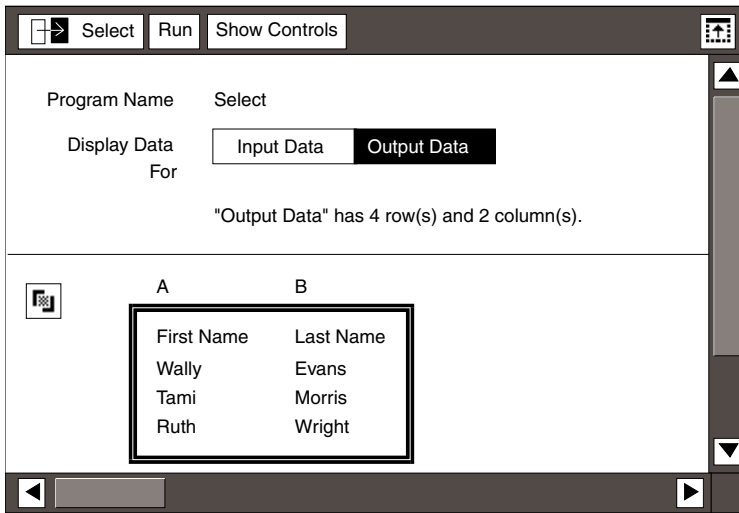 Select Run Show Controls
Program Name Select
Display Data For Input Data Output Data
"Output Data" has 4 row(s) and 2 column(s).
A B
First Name Last Name
Wally Evans
Tami Morris
Ruth Wright